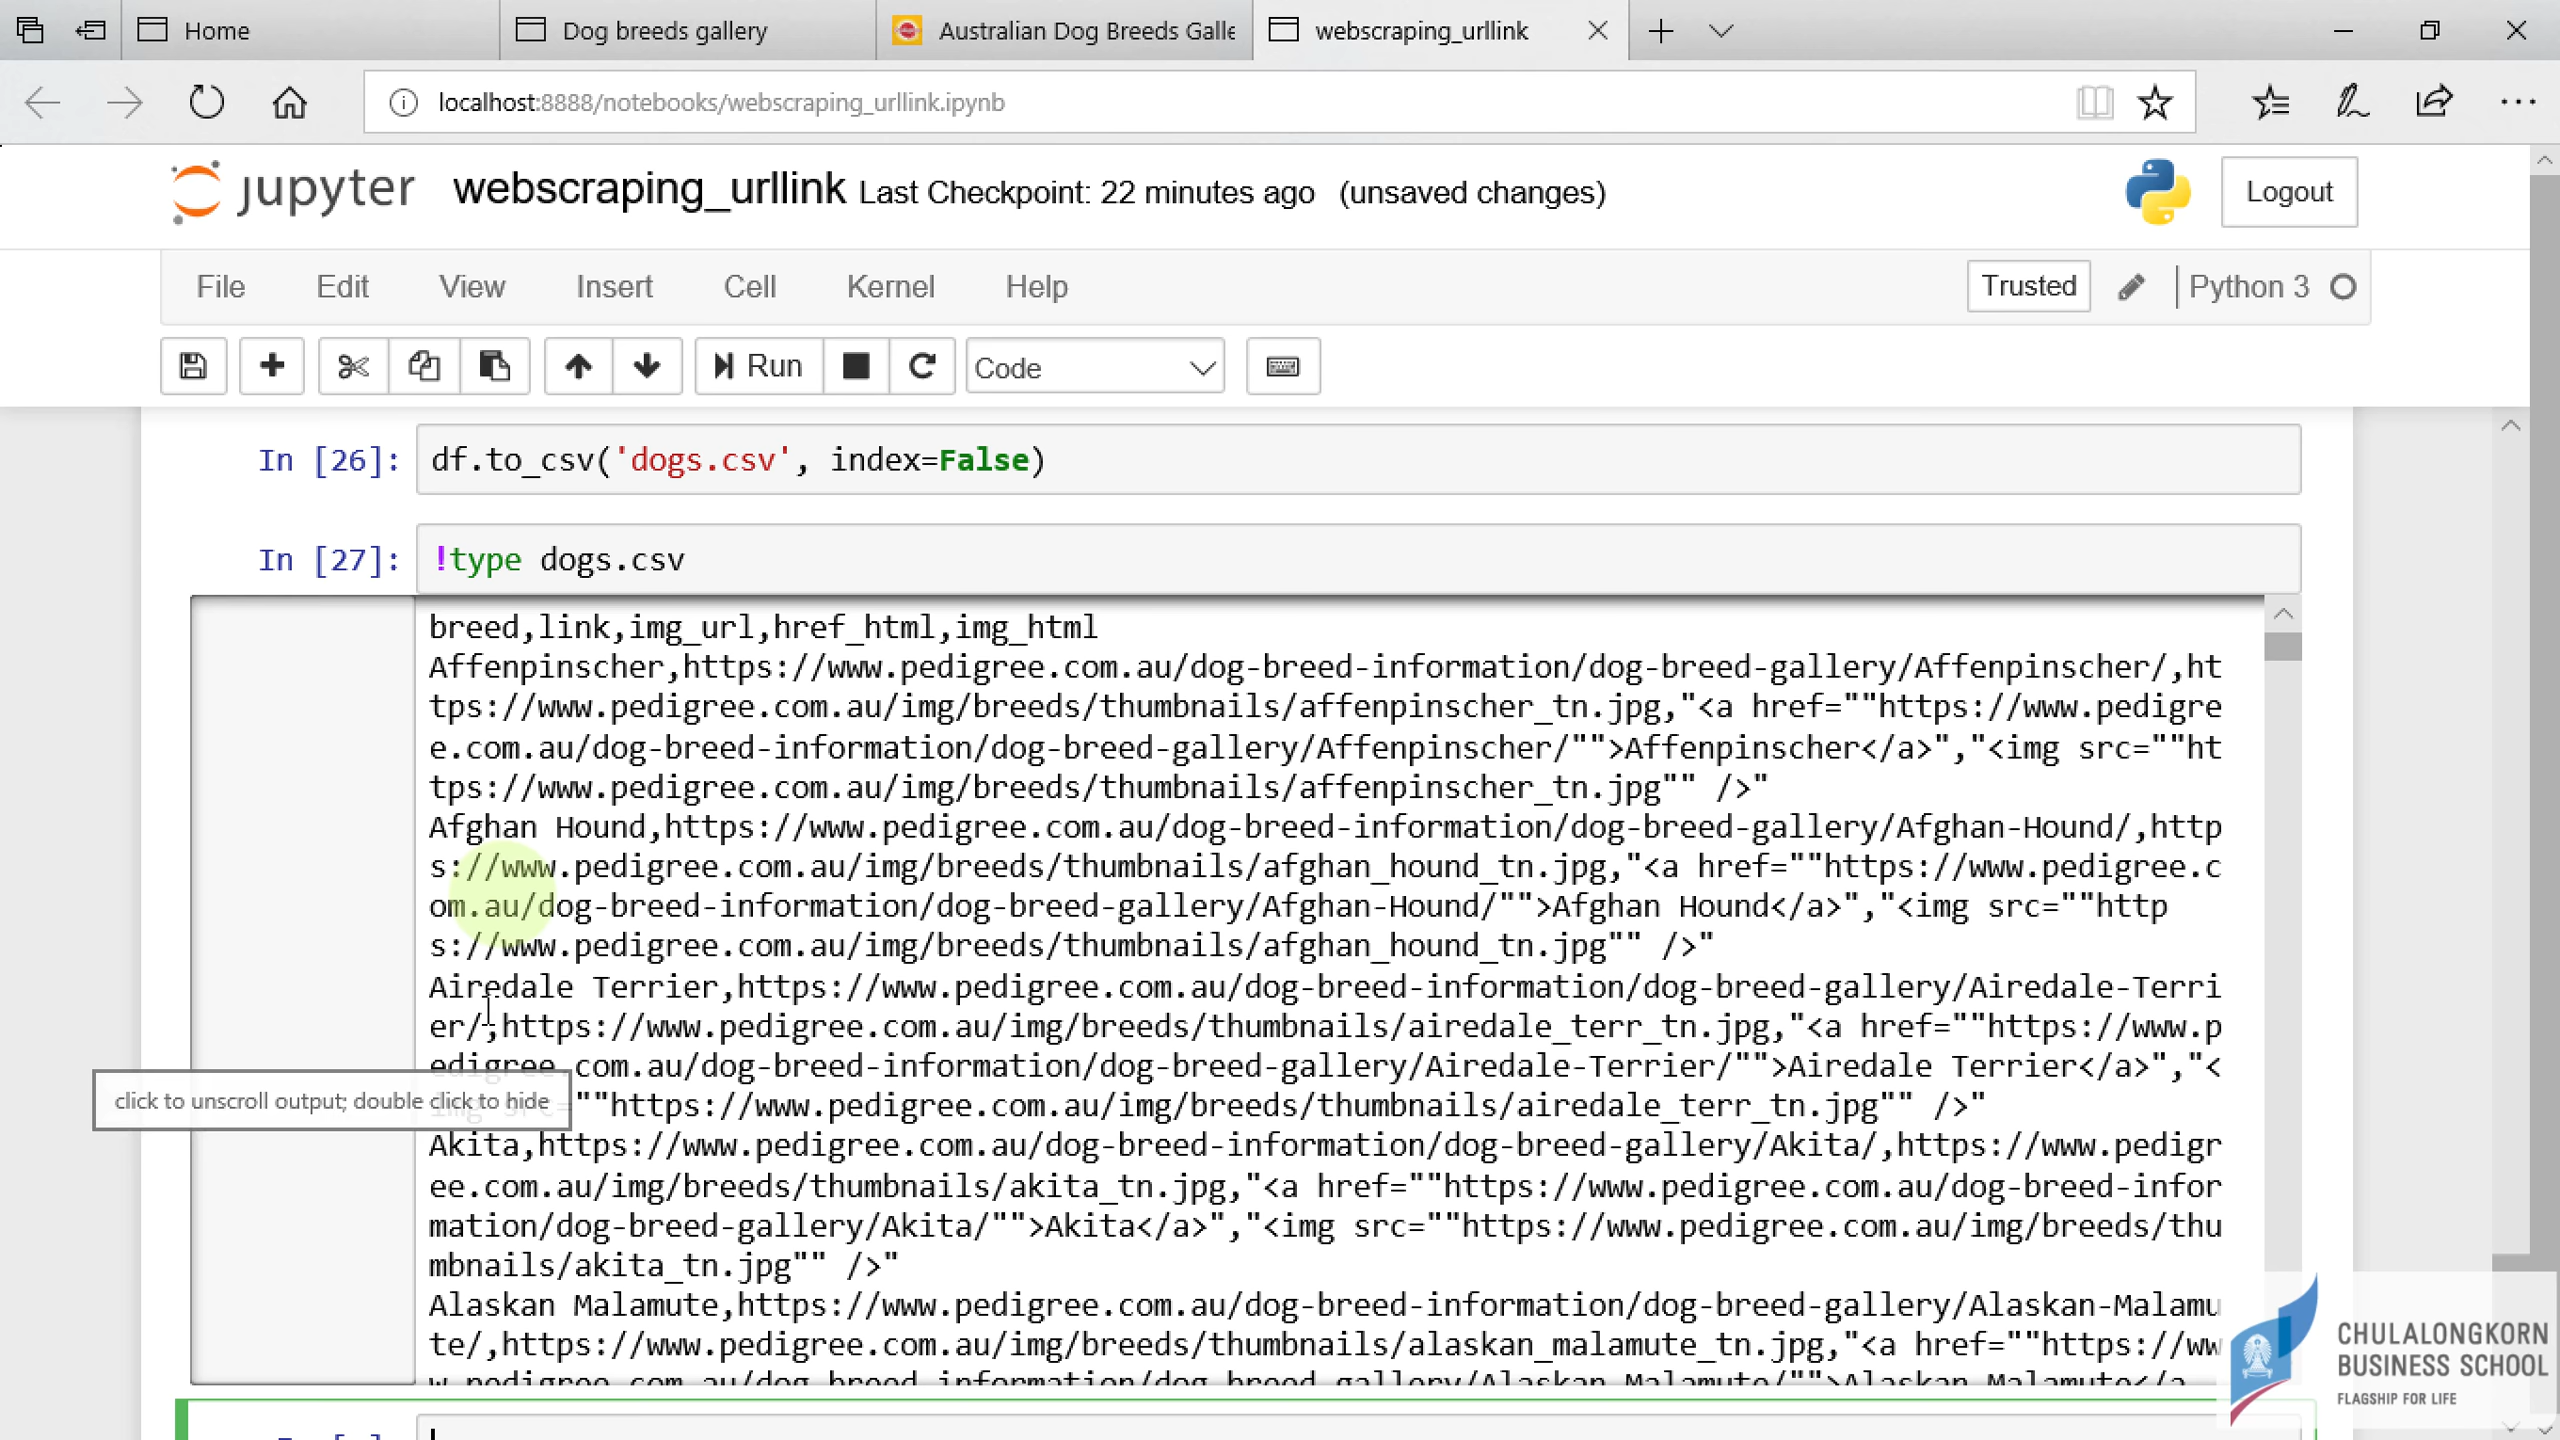 Home
Dog breeds gallery
Australian Dog Breeds Galle
webscraping_urllink
localhost:8888/notebooks/webscraping_urllink.ipynb
jupyter webscraping_urllink Last Checkpoint: 22 minutes ago (unsaved changes)
Logout
File Edit View Insert Cell Kernel Help
Trusted Python 3
Run Code
In [26]: df.to_csv('dogs.csv', index=False)
In [27]: !type dogs.csv
breed,link,img_url,href_html,img_html
Affenpinscher,https://www.pedigree.com.au/dog-breed-information/dog-breed-gallery/Affenpinscher/,ht
tps://www.pedigree.com.au/img/breeds/thumbnails/affenpinscher_tn.jpg,"<a href=""https://www.pedigre
e.com.au/dog-breed-information/dog-breed-gallery/Affenpinscher/"">Affenpinscher</a>","<img src=""ht
tps://www.pedigree.com.au/img/breeds/thumbnails/affenpinscher_tn.jpg"" />"
Afghan Hound,https://www.pedigree.com.au/dog-breed-information/dog-breed-gallery/Afghan-Hound/,http
s://www.pedigree.com.au/img/breeds/thumbnails/afghan_hound_tn.jpg,"<a href=""https://www.pedigree.c
om.au/dog-breed-information/dog-breed-gallery/Afghan-Hound/"">Afghan Hound</a>","<img src=""http
s://www.pedigree.com.au/img/breeds/thumbnails/afghan_hound_tn.jpg"" />"
Airedale Terrier,https://www.pedigree.com.au/dog-breed-information/dog-breed-gallery/Airedale-Terri
er/,https://www.pedigree.com.au/img/breeds/thumbnails/airedale_terr_tn.jpg,"<a href=""https://www.p
edigree.com.au/dog-breed-information/dog-breed-gallery/Airedale-Terrier/"">Airedale Terrier</a>","<
img src=""https://www.pedigree.com.au/img/breeds/thumbnails/airedale_terr_tn.jpg"" />"
click to unscroll output; double click to hide
Akita,https://www.pedigree.com.au/dog-breed-information/dog-breed-gallery/Akita/,https://www.pedigr
ee.com.au/img/breeds/thumbnails/akita_tn.jpg,"<a href=""https://www.pedigree.com.au/dog-breed-infor
mation/dog-breed-gallery/Akita/"">Akita</a>","<img src=""https://www.pedigree.com.au/img/breeds/thu
mbnails/akita_tn.jpg"" />"
Alaskan Malamute,https://www.pedigree.com.au/dog-breed-information/dog-breed-gallery/Alaskan-Malamu
te/,https://www.pedigree.com.au/img/breeds/thumbnails/alaskan_malamute_tn.jpg,"<a href=""https://ww
w.pedigree.com.au/dog-breed-information/dog-breed-gallery/Alaskan-Malamute/"">Alaskan Malamute</a
CHULALONGKORN
BUSINESS SCHOOL
FLAGSHIP FOR LIFE